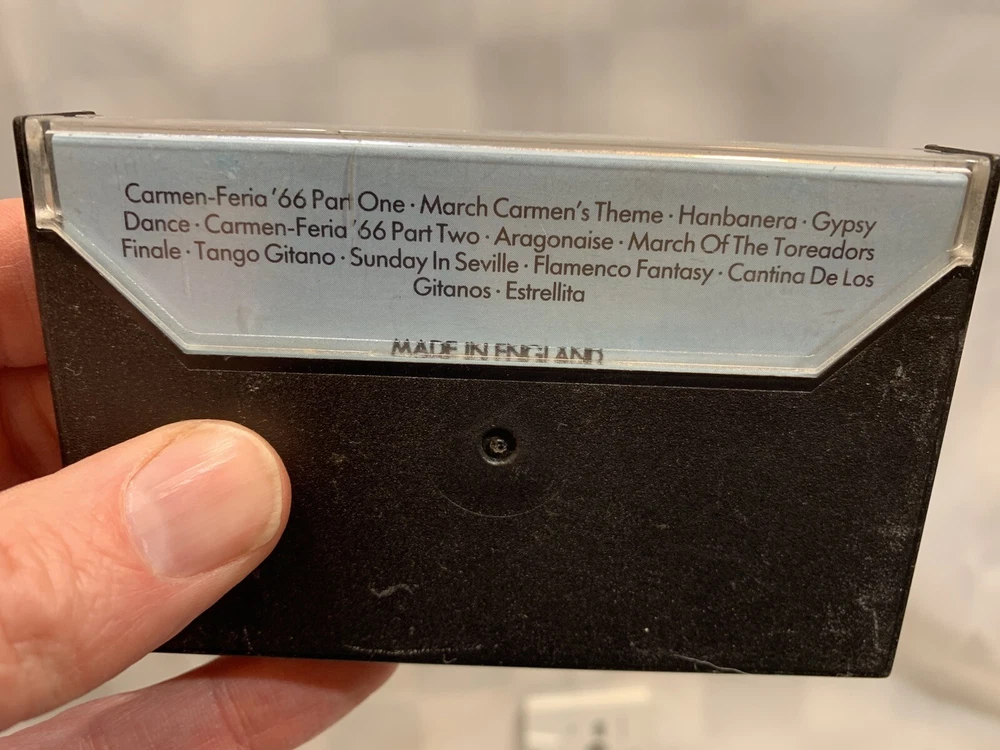 Carmen-Feria '66 Part One · March Carmen's Theme · Hanbanera · Gypsy
Dance · Carmen-Feria '66 Part Two · Aragonaise · March Of The Toreadors
Finale · Tango Gitano · Sunday In Seville · Flamenco Fantasy · Cantina De Los
Gitanos · Estrellita
MADE IN ENGLAND